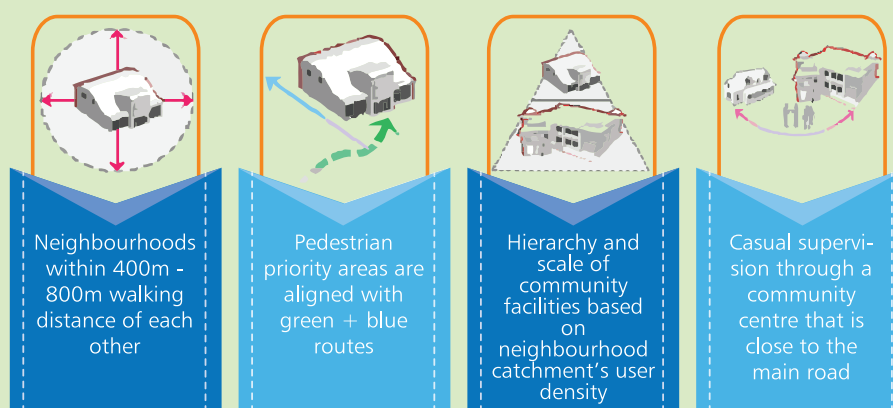 Neighbourhoods
within 400m -
800m walking
distance of each
other
Pedestrian
priority areas are
aligned with
green + blue
routes
Hierarchy and
scale of
community
facilities based
on
neighbourhood
catchment's user
density
Casual supervi-
sion through a
community
centre that is
close to the
main road